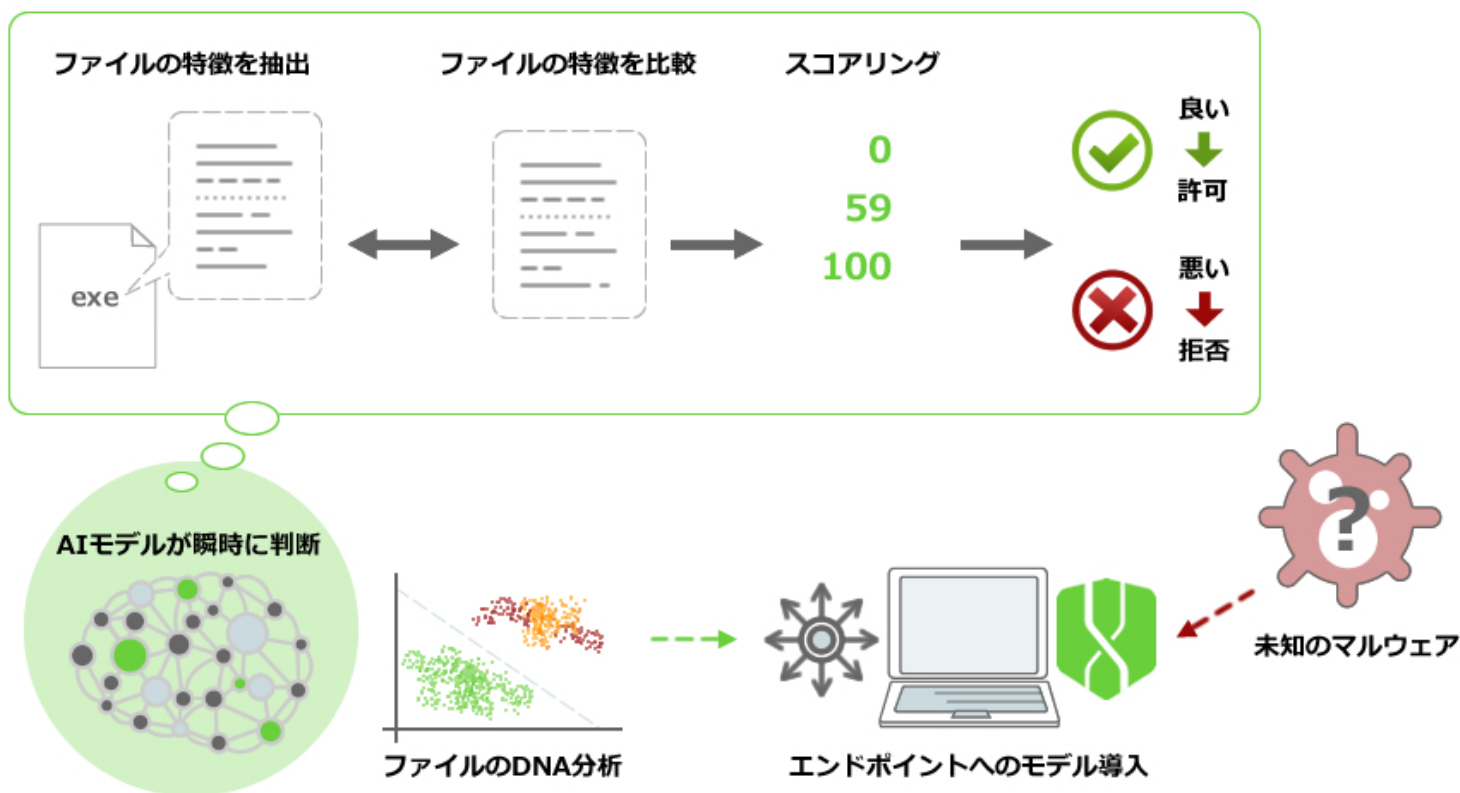 ファイルの特徴を抽出
ファイルの特徴を比較
スコアリング
exe
0
59
100
良い
許可
悪い
拒否
AIモデルが瞬時に判断
ファイルのDNA分析
エンドポイントへのモデル導入
?
未知のマルウェア